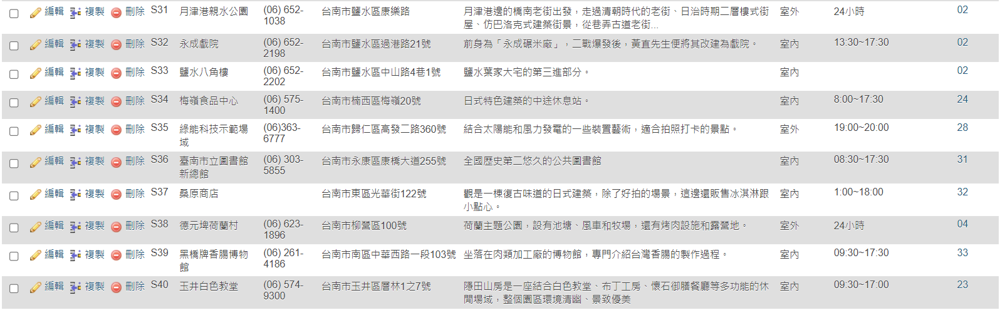 編輯 複製 刪除 S31 月津港親水公園 (06) 652- 台南市鹽水區康樂路 月津港邊的橋南老街出發，走過清朝時代的老街、日治時期二層樓式街 室外 24小時 02
1038 屋、仿巴洛克式建築街景，從巷弄古道老街...
編輯 複製 刪除 S32 永成戲院 (06) 652- 台南市鹽水區過港路21號 前身為「永成碾米廠」，二戰爆發後，黃直先生便將其改建為戲院。 室內 13:30~17:30 02
2198
編輯 複製 刪除 S33 鹽水八角樓 (06) 652- 台南市鹽水區中山路4巷1號 鹽水葉家大宅的第三進部分。 室內 02
2202
編輯 複製 刪除 S34 梅嶺食品中心 (06) 575- 台南市楠西區梅嶺20號 日式特色建築的中途休息站。 室內 8:00~17:30 24
1400
編輯 複製 刪除 S35 綠能科技示範場 (06)363- 台南市歸仁區高發二路360號 結合太陽能和風力發電的一些裝置藝術，適合拍照打卡的景點。 室外 19:00~20:00 28
域 6777
編輯 複製 刪除 S36 臺南市立圖書館 (06) 303- 台南市永康區康橋大道255號 全國歷史第二悠久的公共圖書館 室內 08:30~17:30 31
新總館 5855
編輯 複製 刪除 S37 桑原商店 台南市東區光華街122號 觀是一棟復古味道的日式建築，除了好拍的場景，這邊還販售冰淇淋跟 室內 1:00~18:00 32
小點心。
編輯 複製 刪除 S38 德元埤荷蘭村 (06) 623- 台南市柳營區100號 荷蘭主題公園，設有池塘、風車和牧場，還有烤肉設施和露營地。 室外 24小時 04
1896
編輯 複製 刪除 S39 黑橋牌香腸博物 (06) 261- 台南市南區中華西路一段103號 坐落在肉類加工廠的博物館，專門介紹台灣香腸的製作過程。 室內 09:30~17:30 33
館 4186
編輯 複製 刪除 S40 玉井白色教堂 (06) 574- 台南市玉井區層林1之7號 隱田山房是一座結合白色教堂、布丁工房、懷石御膳餐廳等多功能的休 室內 09:30~17:00 23
9300 閒場域，整個園區環境清幽、景致優美